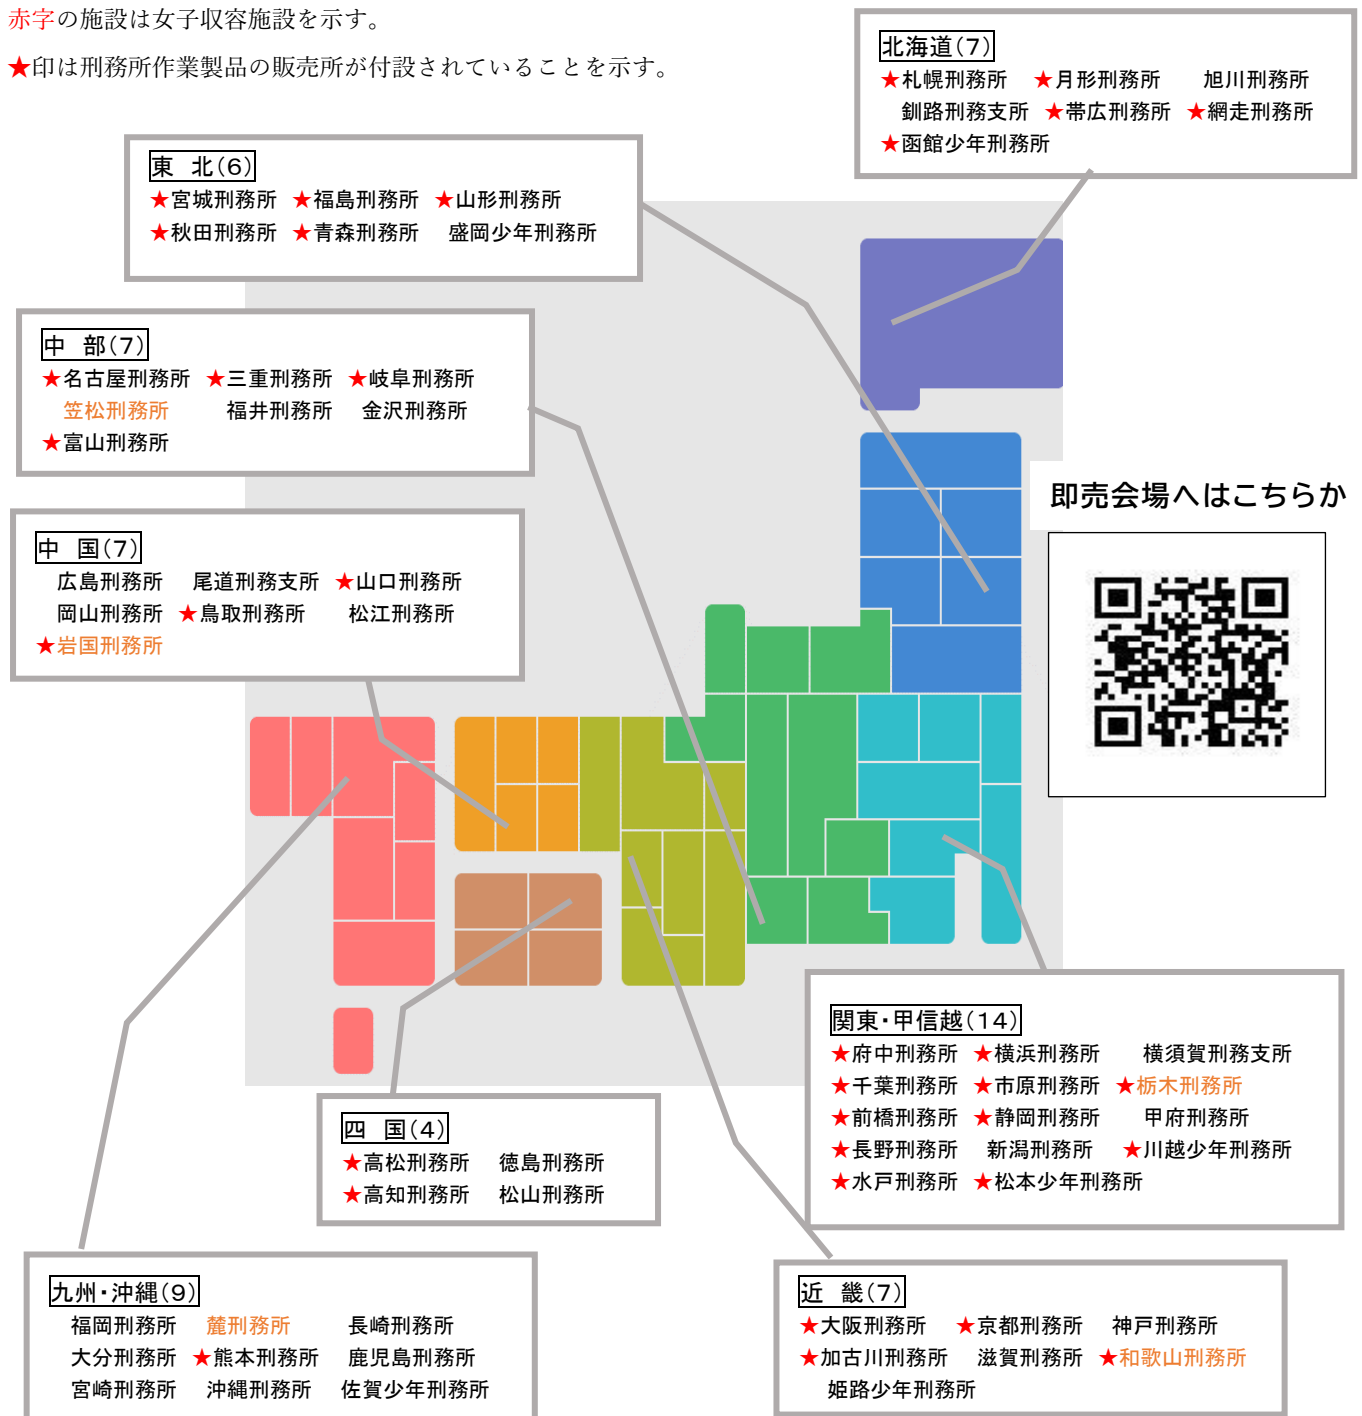 赤字の施設は女子収容施設を示す。
★印は刑務所作業製品の販売所が付設されていることを示す。
北海道(7)
★札幌刑務所 ★月形刑務所 旭川刑務所
釧路刑務支所 ★帯広刑務所 ★網走刑務所
★函館少年刑務所
東 北(6)
★宮城刑務所 ★福島刑務所 ★山形刑務所
★秋田刑務所 ★青森刑務所 盛岡少年刑務所
中 部(7)
★名古屋刑務所 ★三重刑務所 ★岐阜刑務所
笠松刑務所 福井刑務所 金沢刑務所
★富山刑務所
即売会場へはこちらか
中 国(7)
広島刑務所 尾道刑務支所 ★山口刑務所
岡山刑務所 ★鳥取刑務所 松江刑務所
★岩国刑務所
関東・甲信越(14)
★府中刑務所 ★横浜刑務所 横須賀刑務支所
★千葉刑務所 ★市原刑務所 ★栃木刑務所
★前橋刑務所 ★静岡刑務所 甲府刑務所
★長野刑務所 新潟刑務所 ★川越少年刑務所
★水戸刑務所 ★松本少年刑務所
四 国(4)
★高松刑務所 徳島刑務所
★高知刑務所 松山刑務所
九州・沖縄(9)
福岡刑務所 麓刑務所 長崎刑務所
大分刑務所 ★熊本刑務所 鹿児島刑務所
宮崎刑務所 沖縄刑務所 佐賀少年刑務所
近 畿(7)
★大阪刑務所 ★京都刑務所 神戸刑務所
★加古川刑務所 滋賀刑務所 ★和歌山刑務所
姫路少年刑務所